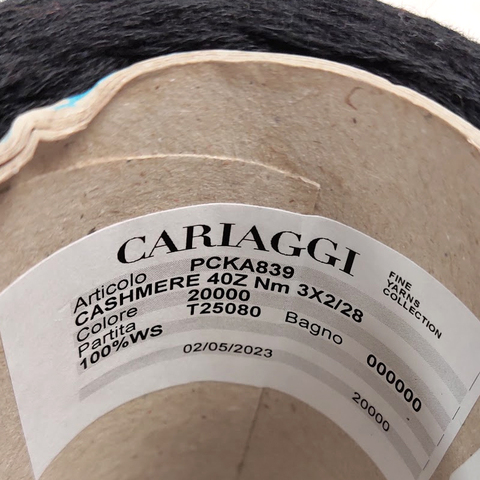 CARIAGGI
FINE
YARNS
COLLECTION
Articolo PCKA839
CASHMERE 40Z Nm 3X2/28
Colore 20000
Partita T25080 Bagno 000000
100%WS
02/05/2023
20000